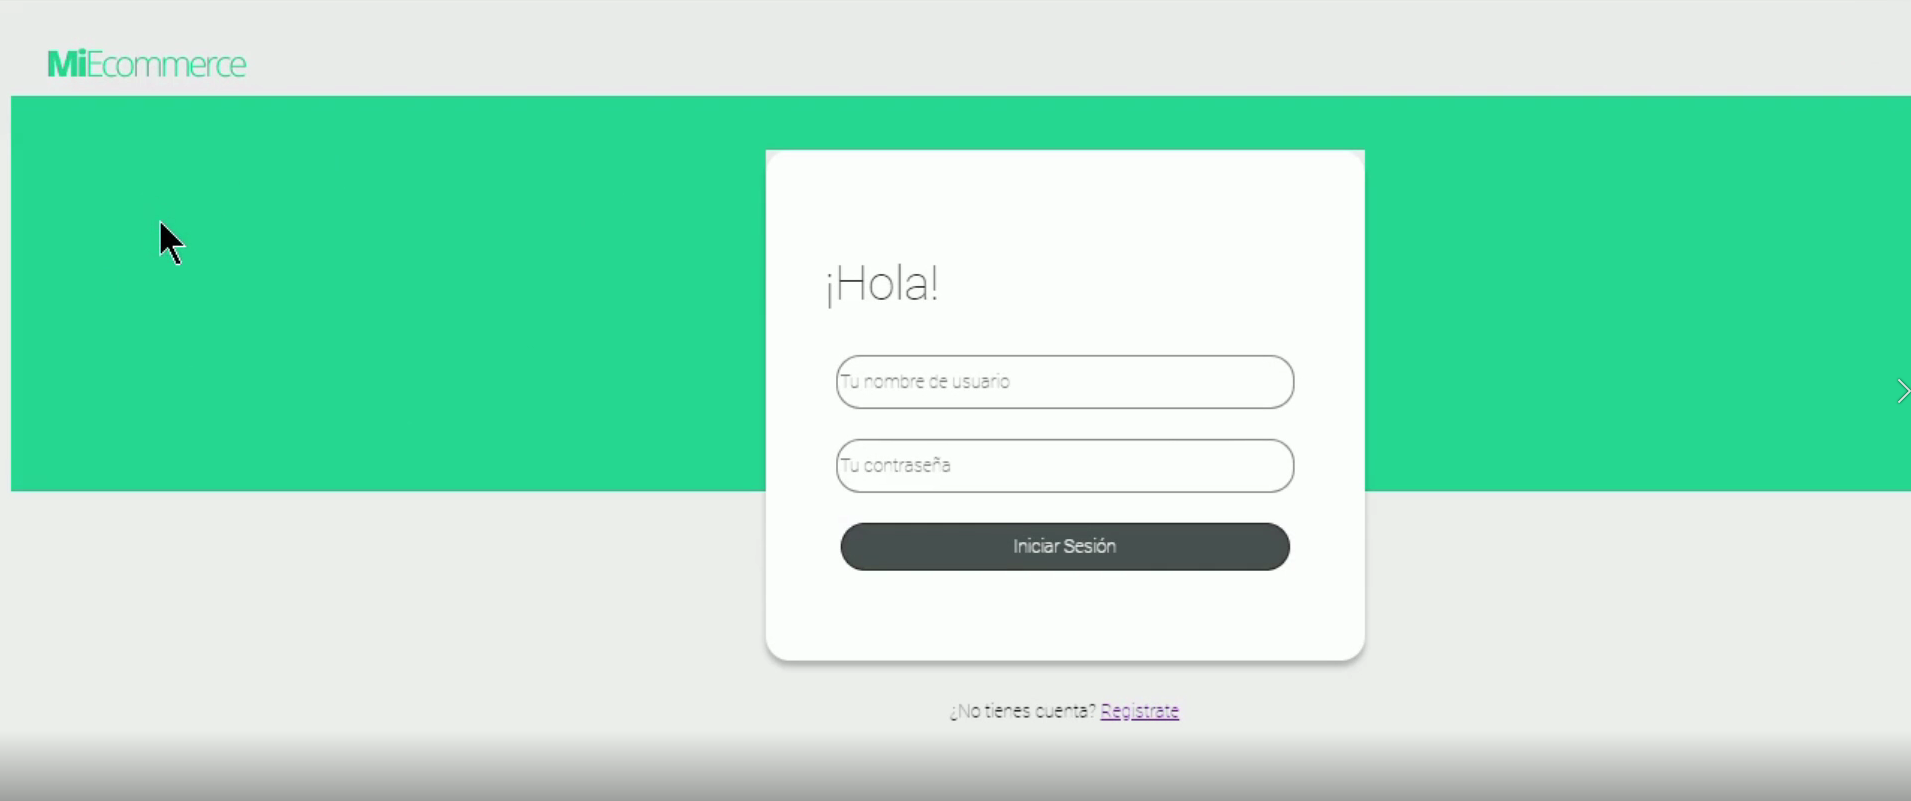 MiEcommerce
¡Hola!
Tu nombre de usuario
Tu contraseña
Iniciar Sesión
¿No tienes cuenta? Registrate